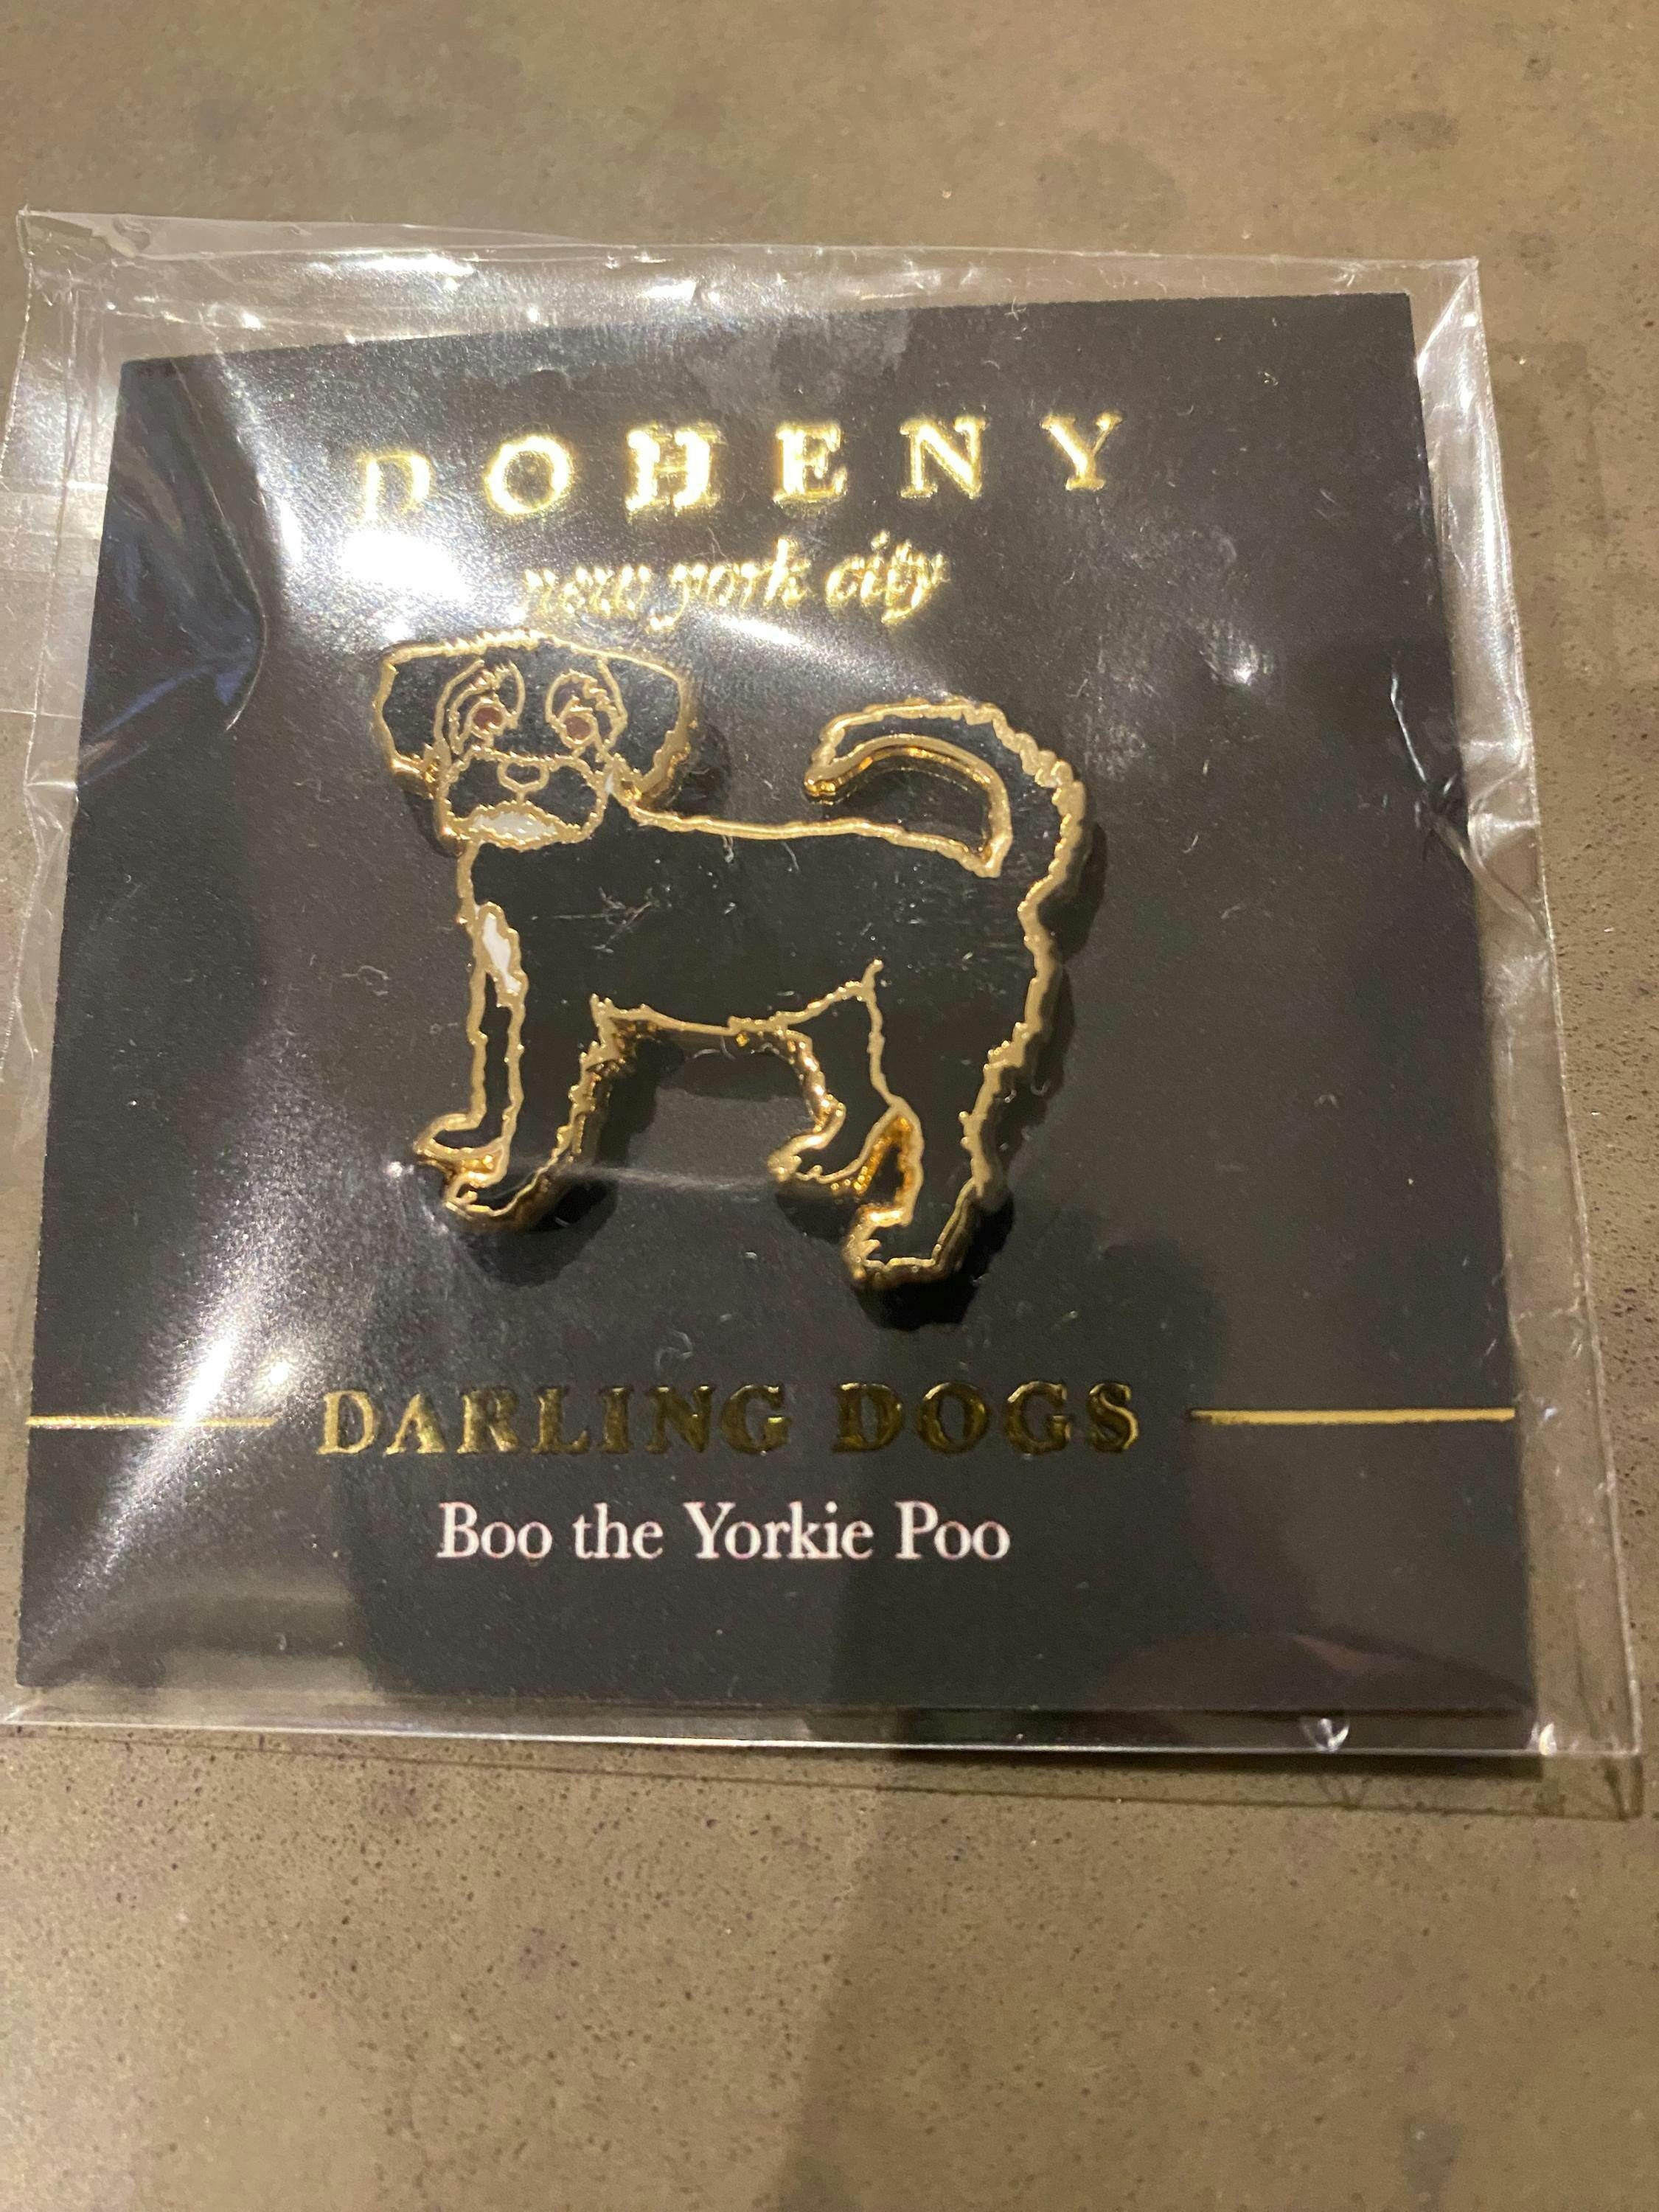 DOHENY
new york city
DARLING DOGS
Boo the Yorkie Poo